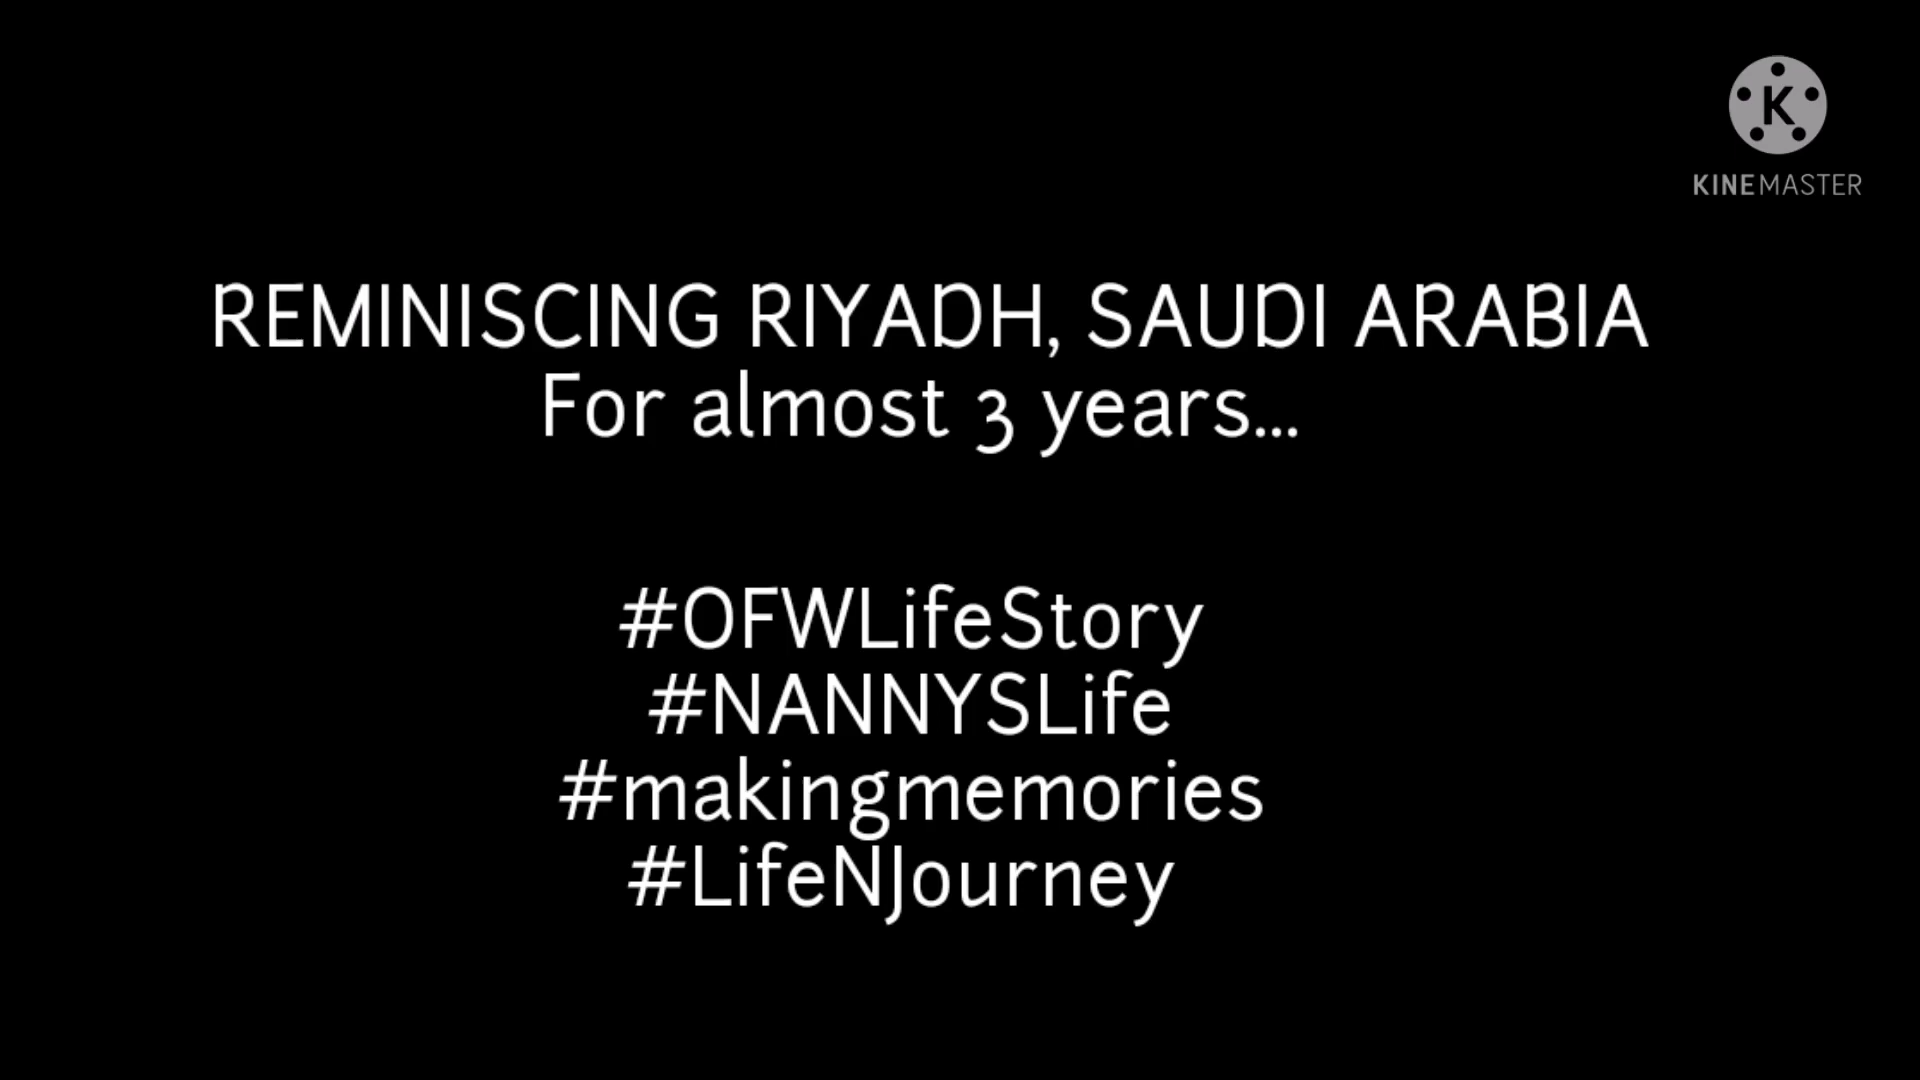 K
KINEMASTER
REMINISCING RIYADH, SAUDI ARABIA
For almost 3 years...
#OFWLifeStory
#NANNYSLife
#makingmemories
#LifeNJourney